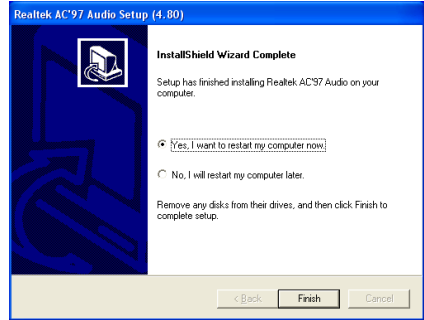 Realtek AC'97 Audio Setup (4.80)
InstallShield Wizard Complete
Setup has finished installing Realtek AC'97 Audio on your
computer.
Yes, I want to restart my computer now.
No, I will restart my computer later.
Remove any disks from their drives, and then click Finish to
complete setup.
< Back Finish Cancel